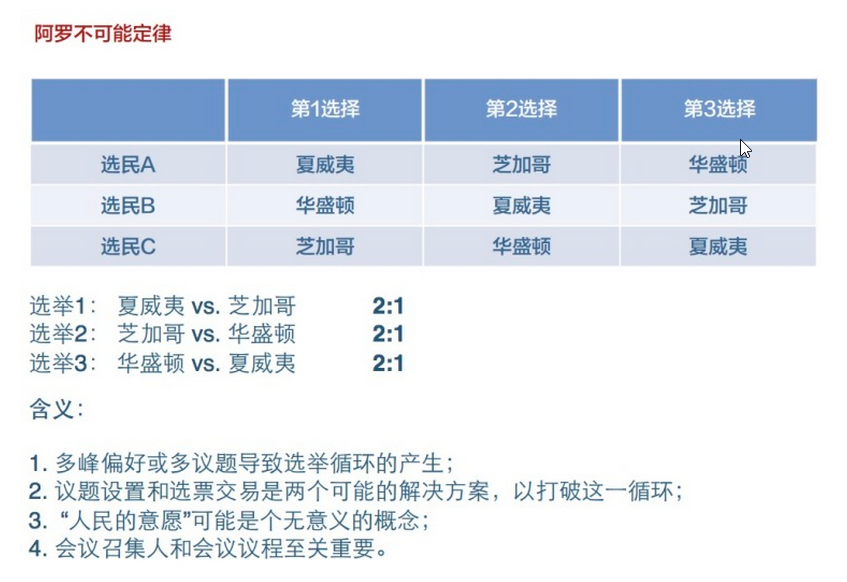 阿罗不可能定律
第1选择 第2选择 第3选择
选民A 夏威夷 芝加哥 华盛顿
选民B 华盛顿 夏威夷 芝加哥
选民C 芝加哥 华盛顿 夏威夷
选举1： 夏威夷 vs. 芝加哥 2:1
选举2： 芝加哥 vs. 华盛顿 2:1
选举3： 华盛顿 vs. 夏威夷 2:1
含义：
1. 多峰偏好或多议题导致选举循环的产生；
2. 议题设置和选票交易是两个可能的解决方案，以打破这一循环；
3. “人民的意愿”可能是个无意义的概念；
4. 会议召集人和会议议程至关重要。